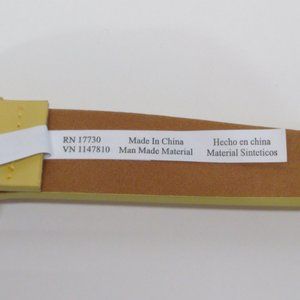 RN 17730 Made In China Hecho en china
VN 1147810 Man Made Material Material Sinteticos